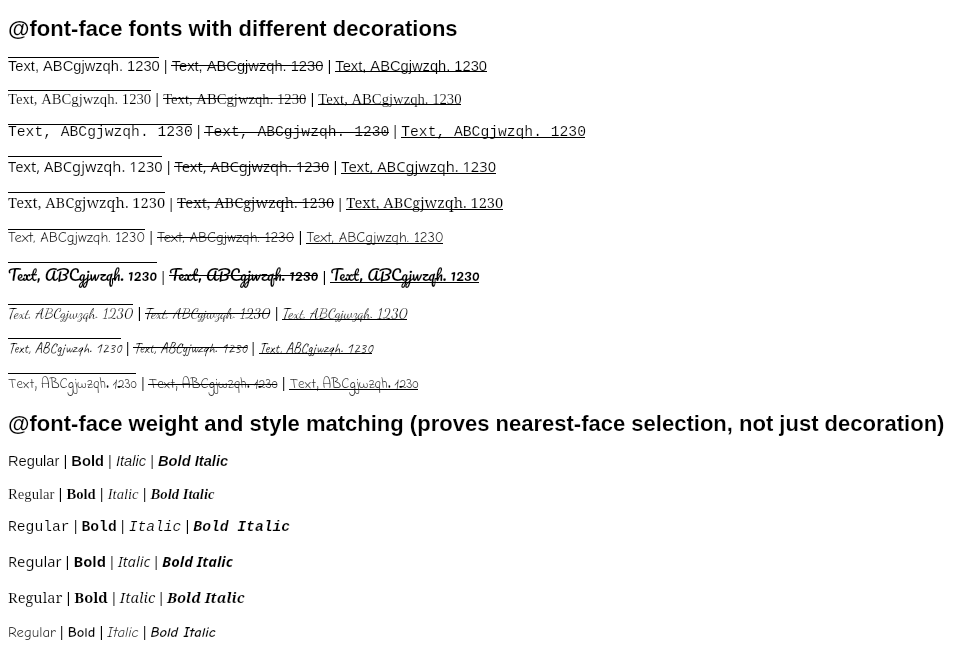 @font-face fonts with different decorations
Text, ABCgjwzqh. 1230 | Text, ABCgjwzqh. 1230 | Text, ABCgjwzqh. 1230
Text, ABCgjwzqh. 1230 | Text, ABCgjwzqh. 1230 | Text, ABCgjwzqh. 1230
Text, ABCgjwzqh. 1230 | Text, ABCgjwzqh. 1230 | Text, ABCgjwzqh. 1230
Text, ABCgjwzqh. 1230 | Text, ABCgjwzqh. 1230 | Text, ABCgjwzqh. 1230
Text, ABCgjwzqh. 1230 | Text, ABCgjwzqh. 1230 | Text, ABCgjwzqh. 1230
Text, ABCgjwzqh. 1230 | Text, ABCgjwzqh. 1230 | Text, ABCgjwzqh. 1230
Text, ABCgjwzqh. 1230 | Text, ABCgjwzqh. 1230 | Text, ABCgjwzqh. 1230
Text, ABCgjwzqh. 1230 | Text, ABCgjwzqh. 1230 | Text, ABCgjwzqh. 1230
Text, ABCgjwzqh. 1230 | Text, ABCgjwzqh. 1230 | Text, ABCgjwzqh. 1230
Text, ABCgjwzqh. 1230 | Text, ABCgjwzqh. 1230 | Text, ABCgjwzqh. 1230
@font-face weight and style matching (proves nearest-face selection, not just decoration)
Regular | Bold | Italic | Bold Italic
Regular | Bold | Italic | Bold Italic
Regular | Bold | Italic | Bold Italic
Regular | Bold | Italic | Bold Italic
Regular | Bold | Italic | Bold Italic
Regular | Bold | Italic | Bold Italic